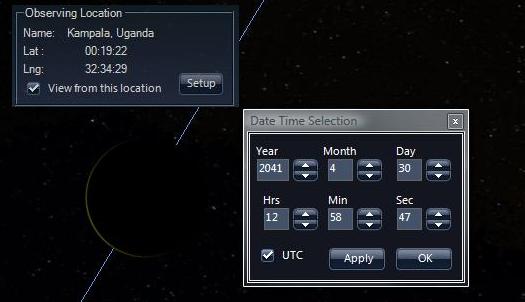 Observing Location
Name: Kampala, Uganda
Lat : 00:19:22
Lng: 32:34:29
View from this location
Setup
Date Time Selection x
Year Month Day
2041 4 30
Hrs Min Sec
12 58 47
UTC Apply OK